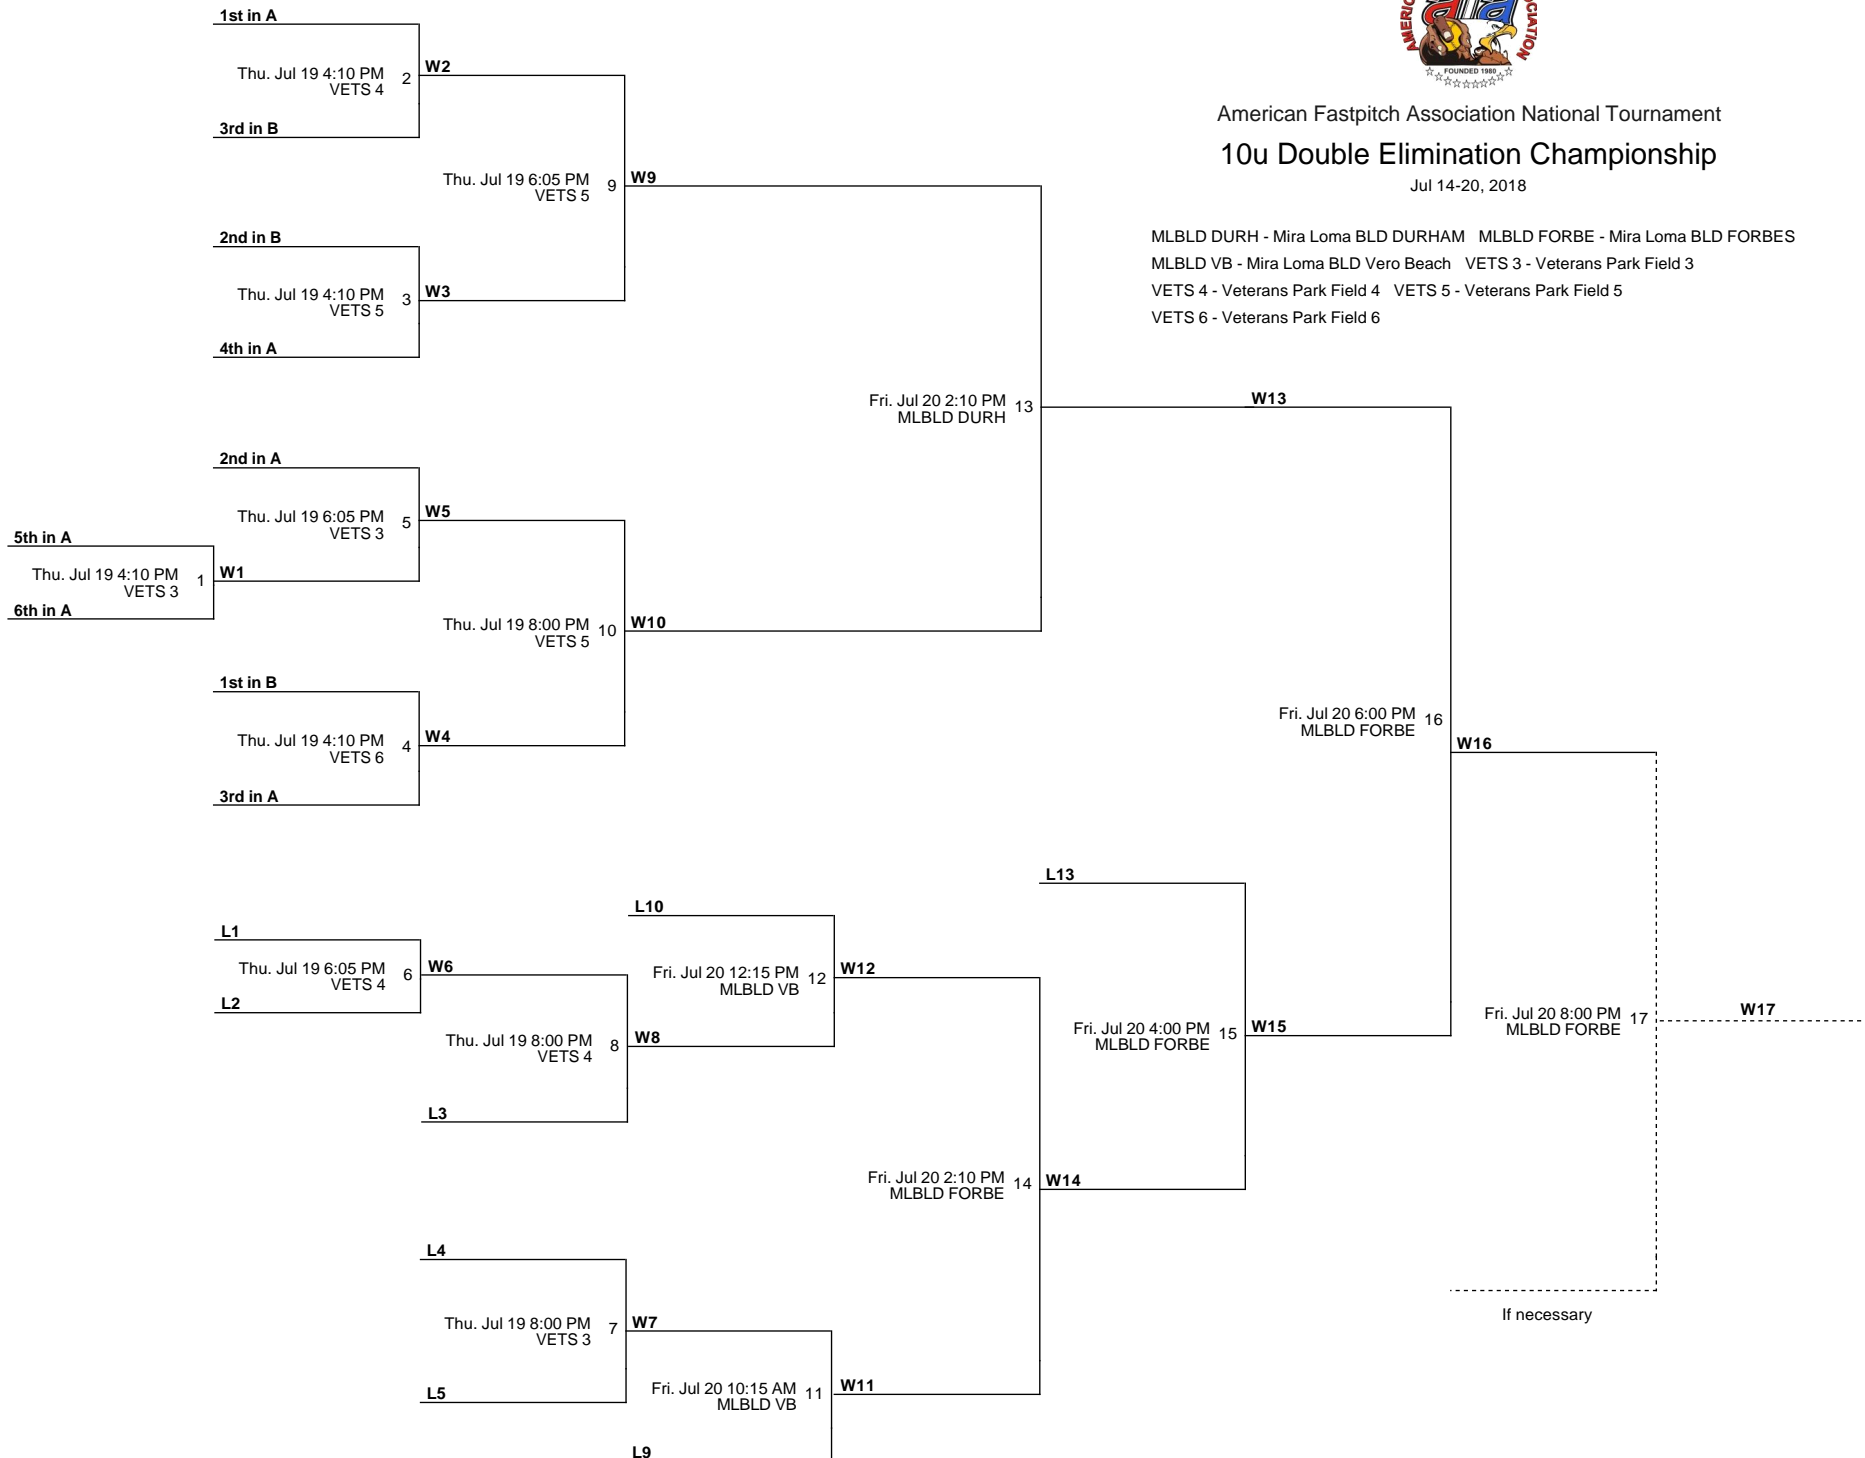 FOUNDED 1980
American Fastpitch Association National Tournament
10u Double Elimination Championship
Jul 14-20, 2018
MLBLD DURH - Mira Loma BLD DURHAM MLBLD FORBE - Mira Loma BLD FORBES
MLBLD VB - Mira Loma BLD Vero Beach VETS 3 - Veterans Park Field 3
VETS 4 - Veterans Park Field 4 VETS 5 - Veterans Park Field 5
VETS 6 - Veterans Park Field 6
1st in A
Thu. Jul 19 4:10 PM 2
VETS 4
W2
3rd in B
Thu. Jul 19 6:05 PM 9
VETS 5
W9
2nd in B
Thu. Jul 19 4:10 PM 3
VETS 5
W3
4th in A
Fri. Jul 20 2:10 PM 13
MLBLD DURH
W13
2nd in A
Thu. Jul 19 6:05 PM 5
VETS 3
W5
5th in A
Thu. Jul 19 4:10 PM 1
VETS 3
W1
6th in A
Thu. Jul 19 8:00 PM 10
VETS 5
W10
1st in B
Thu. Jul 19 4:10 PM 4
VETS 6
W4
3rd in A
Fri. Jul 20 6:00 PM 16
MLBLD FORBE
W16
L13
L10
L1
Thu. Jul 19 6:05 PM 6
VETS 4
W6
L2
Fri. Jul 20 12:15 PM 12
MLBLD VB
W12
Thu. Jul 19 8:00 PM 8
VETS 4
W8
L3
Fri. Jul 20 4:00 PM 15
MLBLD FORBE
W15
Fri. Jul 20 8:00 PM 17
MLBLD FORBE
W17
Fri. Jul 20 2:10 PM 14
MLBLD FORBE
W14
L4
Thu. Jul 19 8:00 PM 7
VETS 3
W7
L5
If necessary
Fri. Jul 20 10:15 AM 11
MLBLD VB
W11
L9